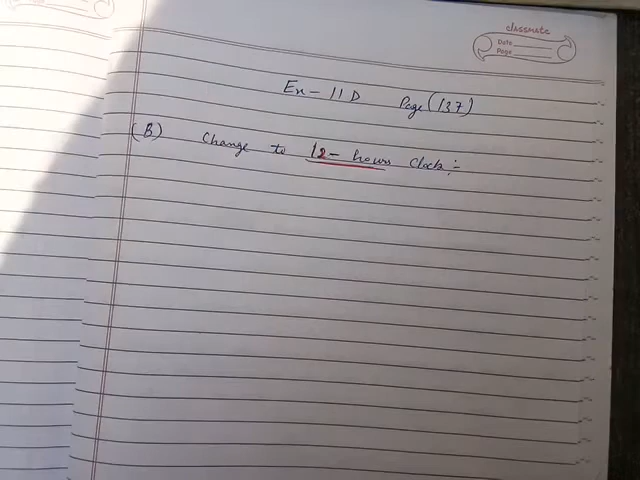 classmate
Date
Page
Ex - 11 D Page (137)
(B) Change to 12- hours clock :-